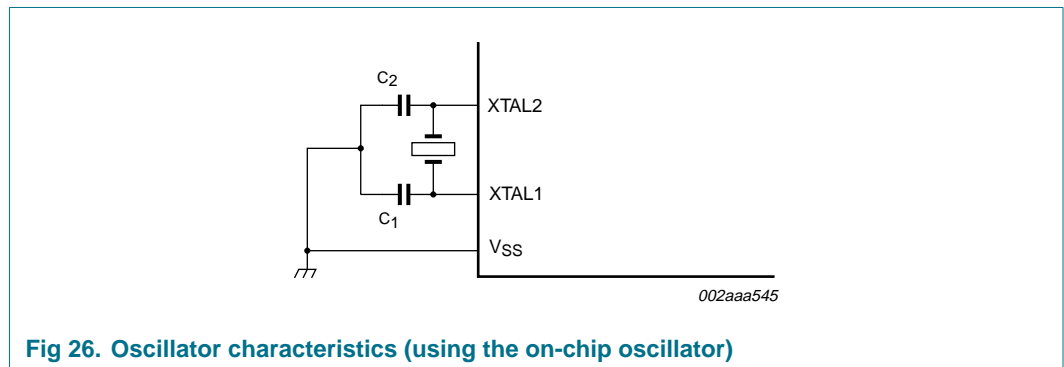 C2
XTAL2
XTAL1
C1
VSS
002aaa545
Fig 26. Oscillator characteristics (using the on-chip oscillator)